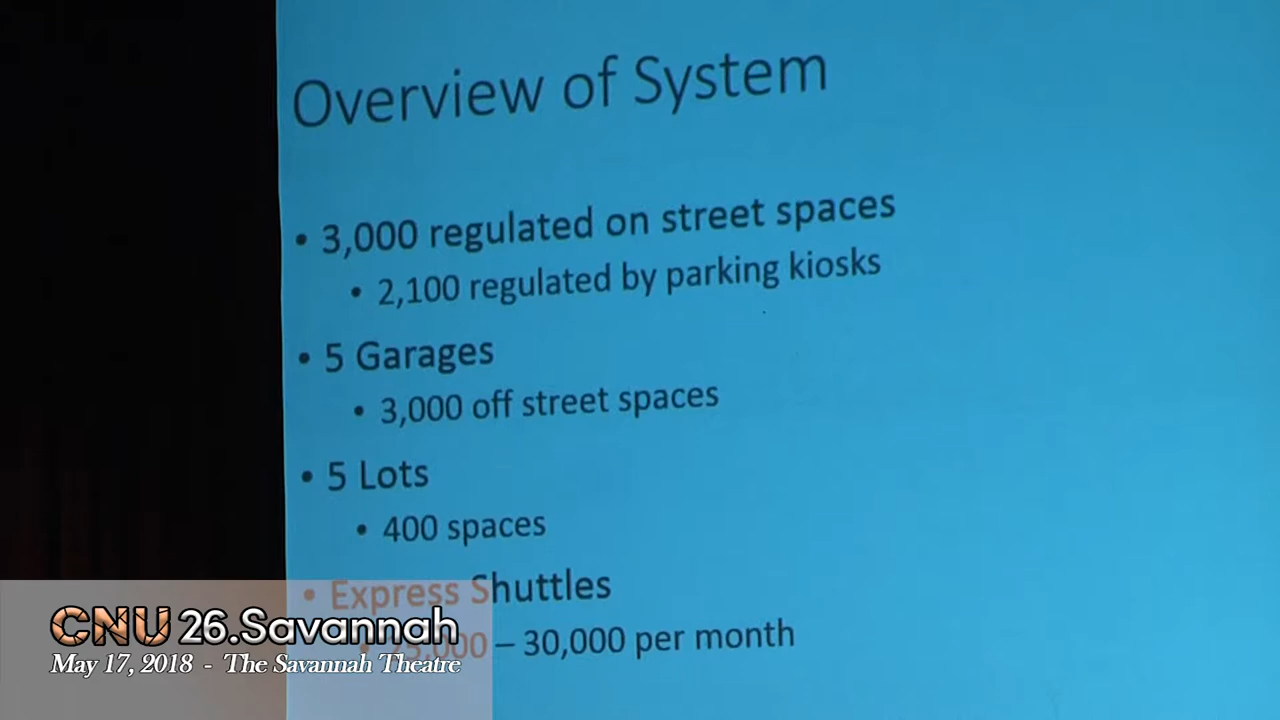 Overview of System
• 3,000 regulated on street spaces
• 2,100 regulated by parking kiosks
• 5 Garages
• 3,000 off street spaces
• 5 Lots
• 400 spaces
• Express Shuttles
– 30,000 per month
CNU 26.Savannah
May 17, 2018 - The Savannah Theatre